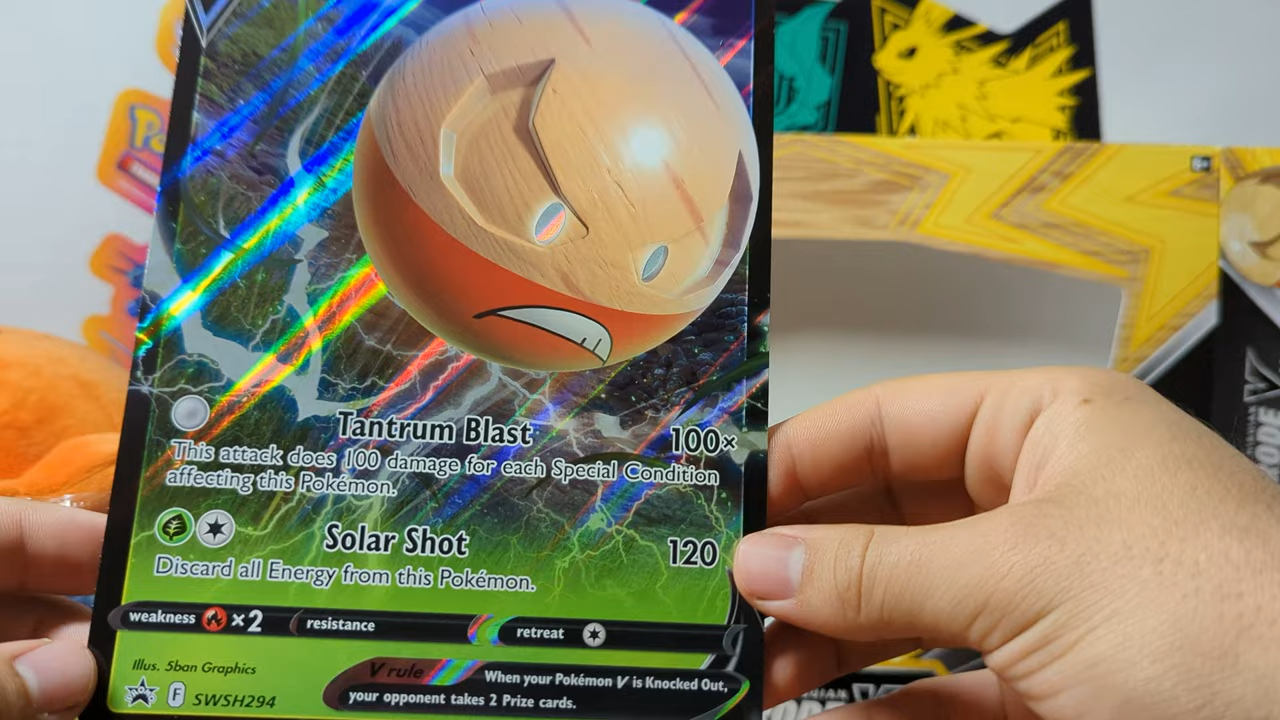 Tantrum Blast 100×
This attack does 100 damage for each Special Condition
affecting this Pokémon.
Solar Shot 120
Discard all Energy from this Pokémon.
weakness ×2 resistance retreat
Illus. 5ban Graphics
V rule When your Pokémon V is Knocked Out,
your opponent takes 2 Prize cards.
F SWSH294